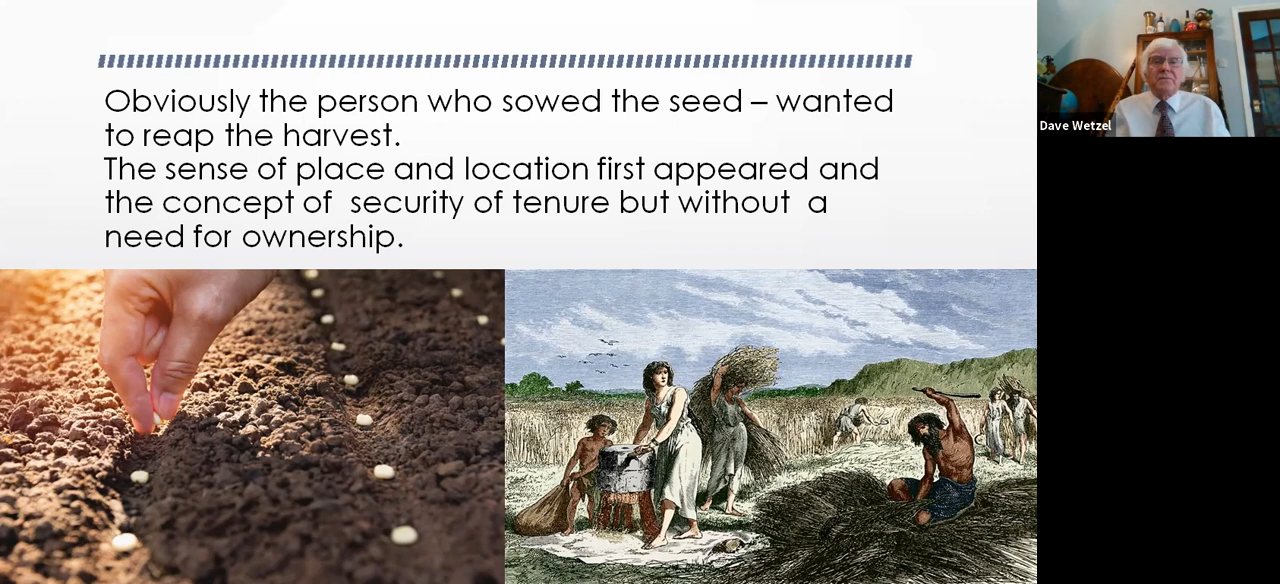 Obviously the person who sowed the seed – wanted
to reap the harvest.
The sense of place and location first appeared and
the concept of  security of tenure but without  a
need for ownership.
Dave Wetzel